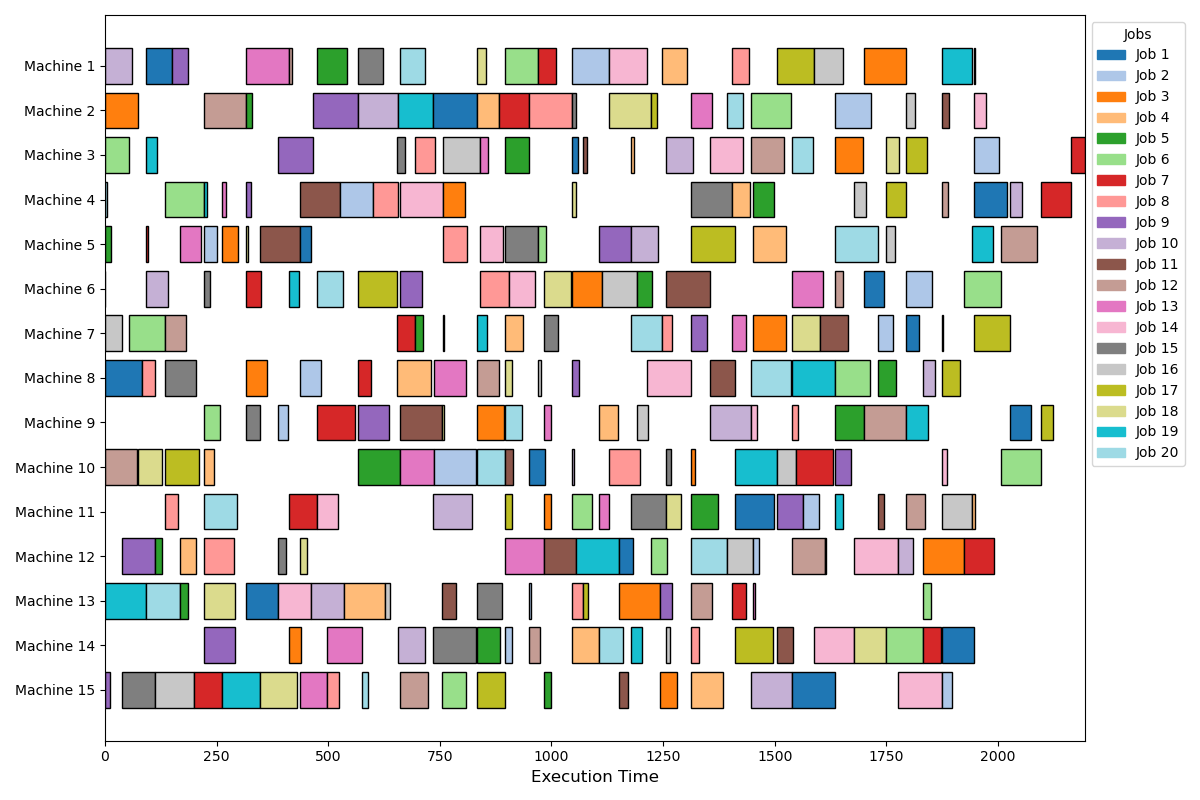 Machine 1
Machine 2
Machine 3
Machine 4
Machine 5
Machine 6
Machine 7
Machine 8
Machine 9
Machine 10
Machine 11
Machine 12
Machine 13
Machine 14
Machine 15
0 250 500 750 1000 1250 1500 1750 2000
Execution Time
Jobs
Job 1
Job 2
Job 3
Job 4
Job 5
Job 6
Job 7
Job 8
Job 9
Job 10
Job 11
Job 12
Job 13
Job 14
Job 15
Job 16
Job 17
Job 18
Job 19
Job 20